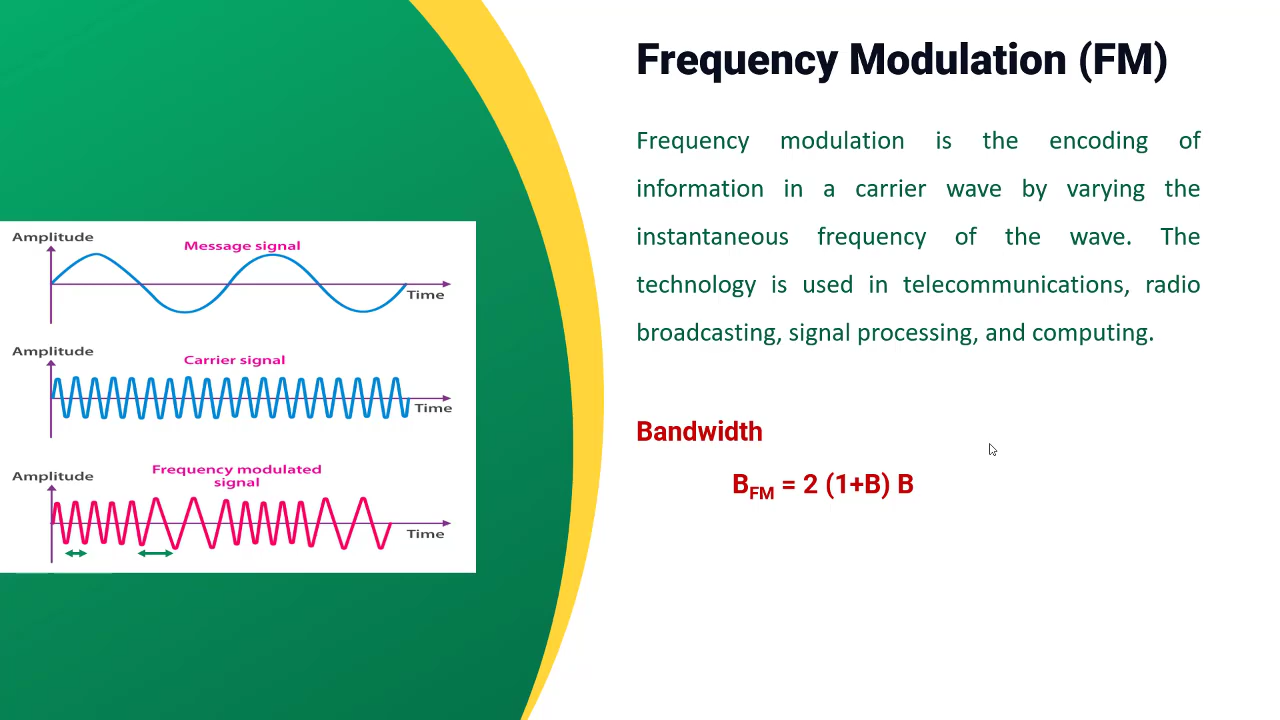 Frequency Modulation (FM)
Frequency modulation is the encoding of
information in a carrier wave by varying the
instantaneous frequency of the wave. The
technology is used in telecommunications, radio
broadcasting, signal processing, and computing.
Bandwidth
BFM = 2 (1+B) B
Amplitude
Message signal
Time
Amplitude
Carrier signal
Time
Amplitude
Frequency modulated
signal
Time